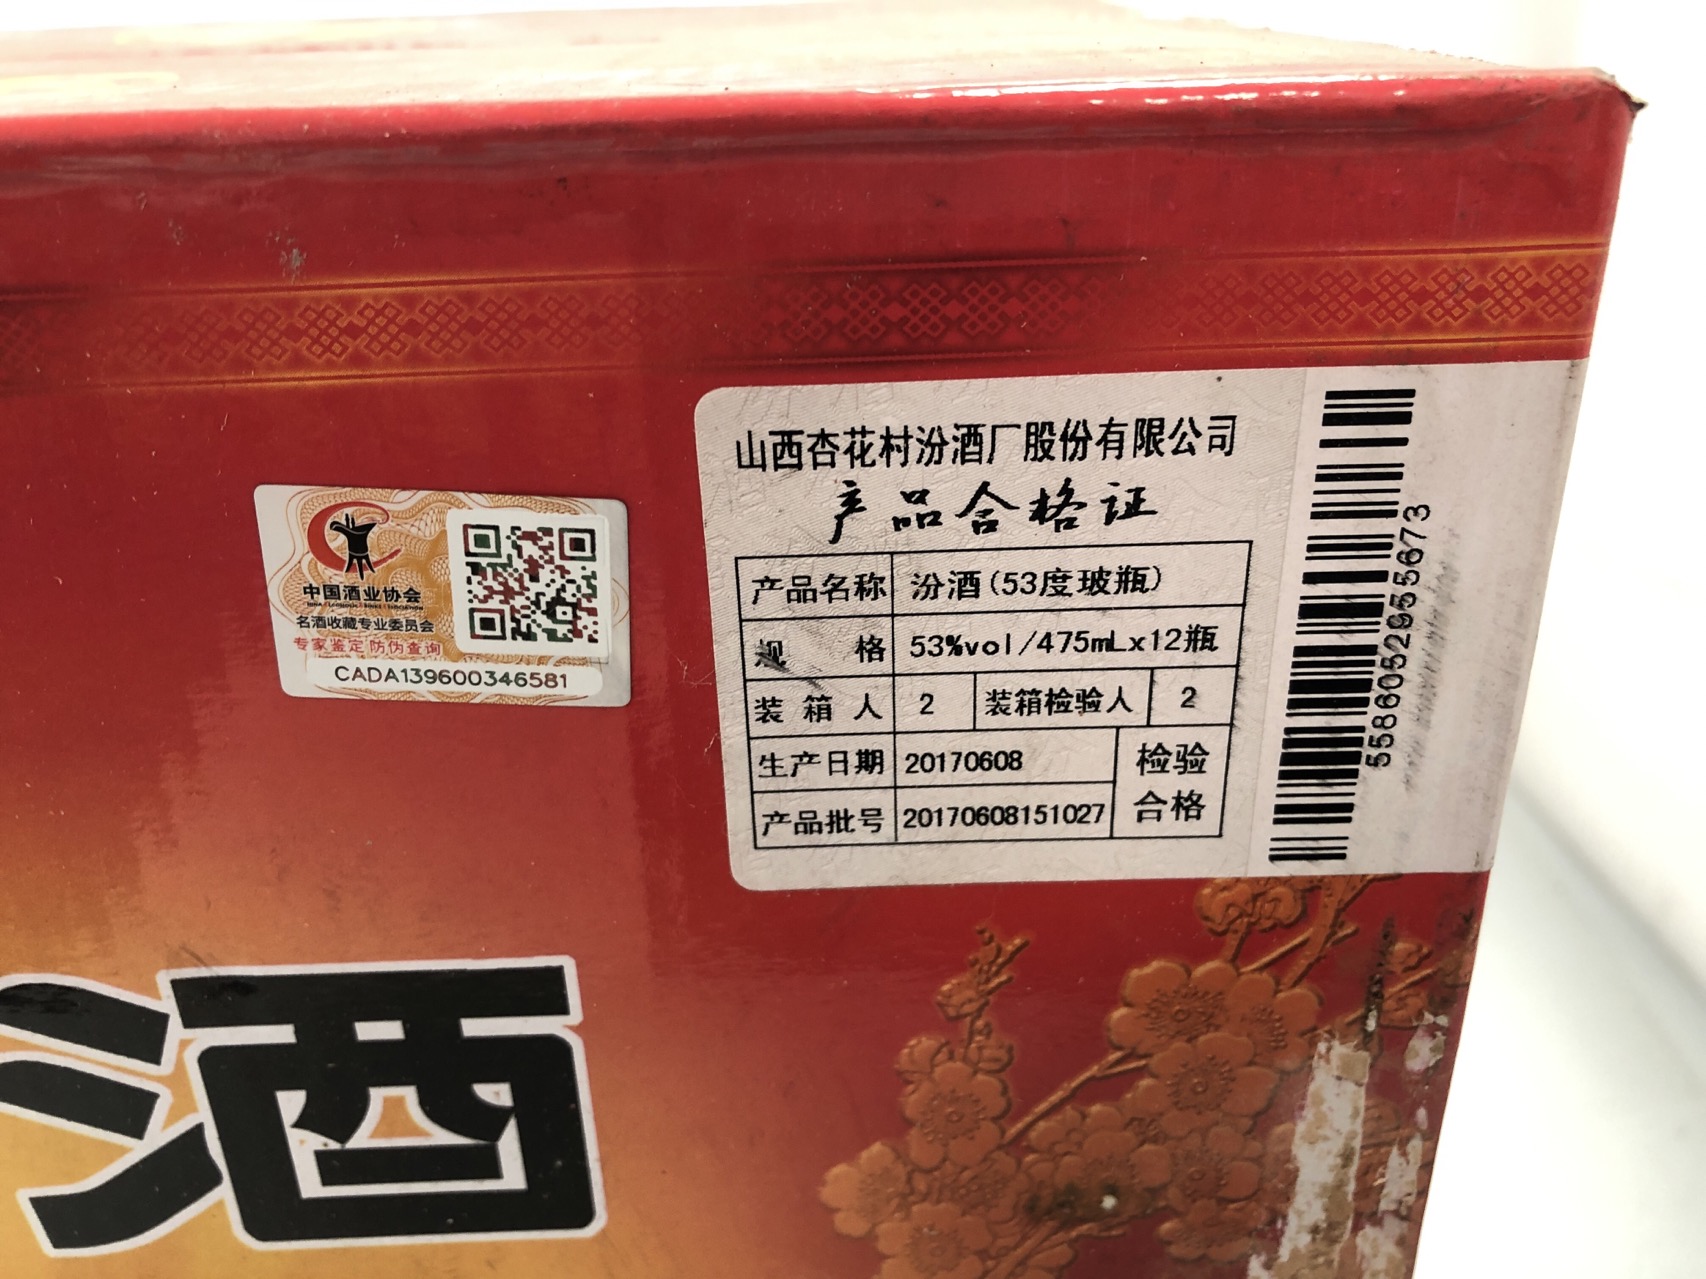 山西杏花村汾酒厂股份有限公司
产品合格证
产品名称 汾酒(53度玻瓶)
规 格 53%vol/475mLx12瓶
装箱人 2 装箱检验人 2
生产日期 20170608
产品批号 20170608151027
检验
合格
5586052955673
中国酒业协会
名酒收藏专业委员会
专家鉴定 防伪查询
CADA139600346581
酒